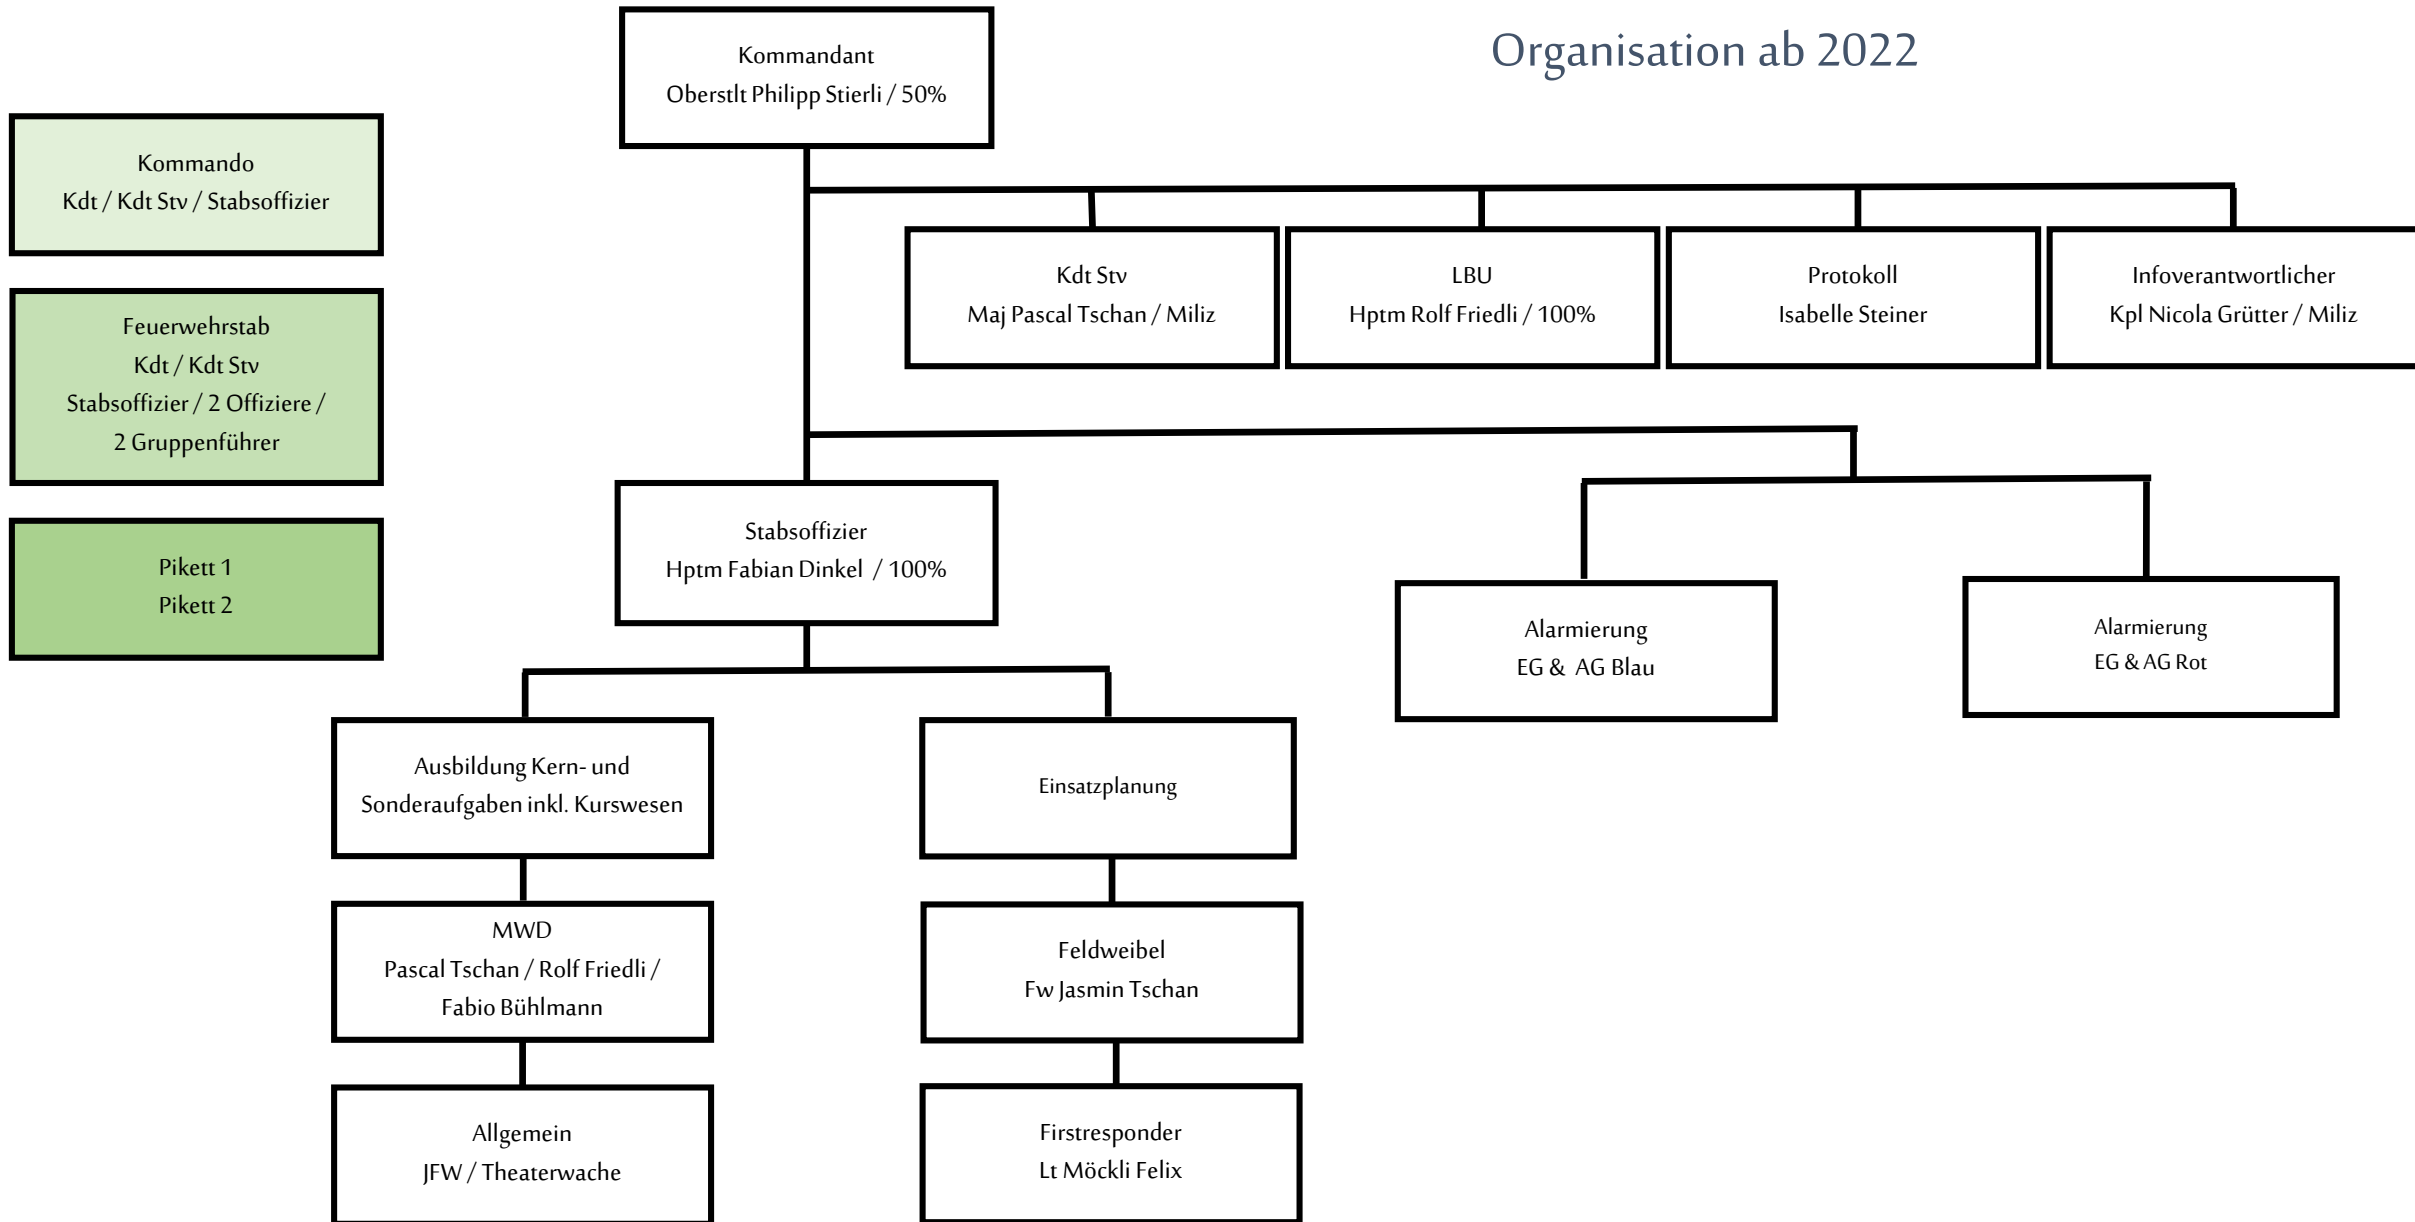 Organisation ab 2022
Kommandant
Oberstlt Philipp Stierli / 50%
Kommando
Kdt / Kdt Stv / Stabsoffizier
Feuerwehrstab
Kdt / Kdt Stv
Stabsoffizier / 2 Offiziere /
2 Gruppenführer
Pikett 1
Pikett 2
Kdt Stv
Maj Pascal Tschan / Miliz
LBU
Hptm Rolf Friedli / 100%
Protokoll
Isabelle Steiner
Infoverantwortlicher
Kpl Nicola Grütter / Miliz
Stabsoffizier
Hptm Fabian Dinkel / 100%
Alarmierung
EG & AG Blau
Alarmierung
EG & AG Rot
Ausbildung Kern- und
Sonderaufgaben inkl. Kurswesen
Einsatzplanung
MWD
Pascal Tschan / Rolf Friedli /
Fabio Bühlmann
Feldweibel
Fw Jasmin Tschan
Allgemein
JFW / Theaterwache
Firstresponder
Lt Möckli Felix